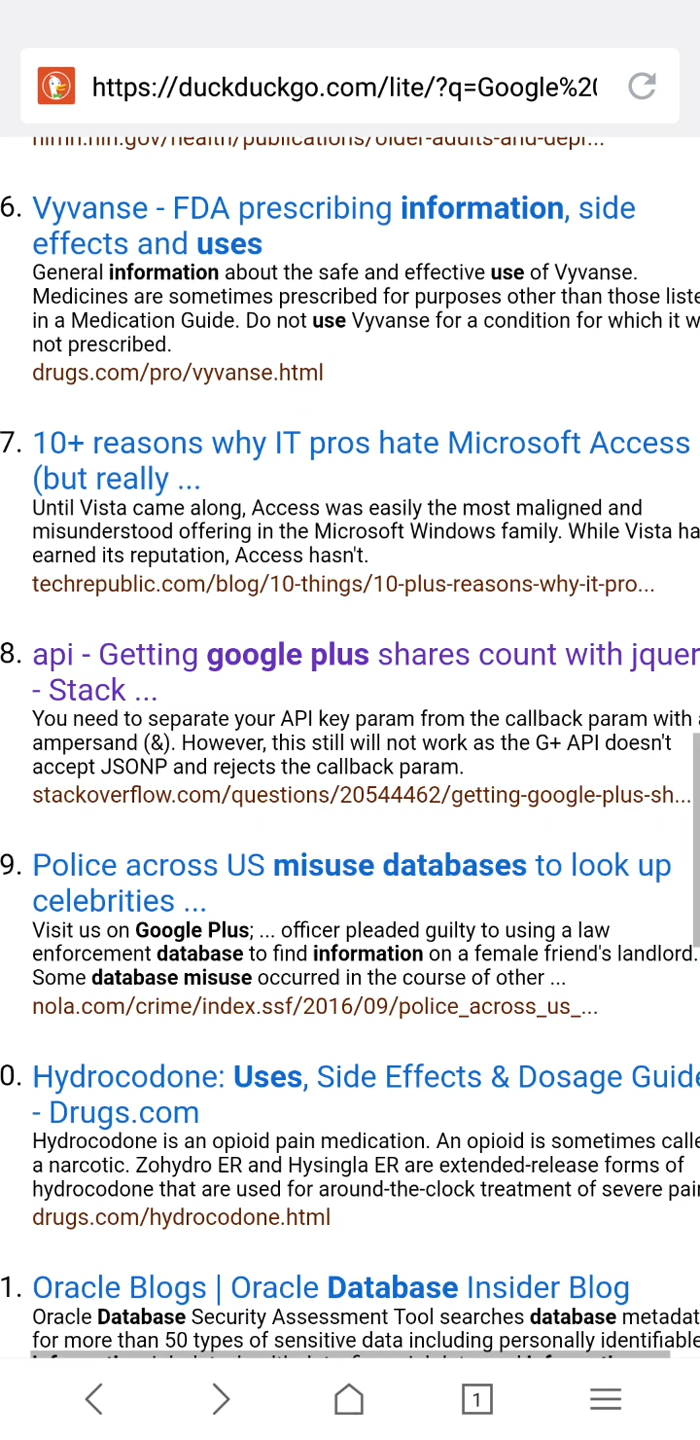 https://duckduckgo.com/lite/?q=Google%20
nimh.nih.gov/health/publications/older-adults-and-depr...
6. Vyvanse - FDA prescribing information, side
effects and uses
General information about the safe and effective use of Vyvanse.
Medicines are sometimes prescribed for purposes other than those liste
in a Medication Guide. Do not use Vyvanse for a condition for which it w
not prescribed.
drugs.com/pro/vyvanse.html
7. 10+ reasons why IT pros hate Microsoft Access
(but really ...
Until Vista came along, Access was easily the most maligned and
misunderstood offering in the Microsoft Windows family. While Vista ha
earned its reputation, Access hasn't.
techrepublic.com/blog/10-things/10-plus-reasons-why-it-pro...
8. api - Getting google plus shares count with jquer
- Stack ...
You need to separate your API key param from the callback param with a
ampersand (&). However, this still will not work as the G+ API doesn't
accept JSONP and rejects the callback param.
stackoverflow.com/questions/20544462/getting-google-plus-sh...
9. Police across US misuse databases to look up
celebrities ...
Visit us on Google Plus; ... officer pleaded guilty to using a law
enforcement database to find information on a female friend's landlord.
Some database misuse occurred in the course of other ...
nola.com/crime/index.ssf/2016/09/police_across_us_...
0. Hydrocodone: Uses, Side Effects & Dosage Guide
- Drugs.com
Hydrocodone is an opioid pain medication. An opioid is sometimes calle
a narcotic. Zohydro ER and Hysingla ER are extended-release forms of
hydrocodone that are used for around-the-clock treatment of severe pai
drugs.com/hydrocodone.html
1. Oracle Blogs | Oracle Database Insider Blog
Oracle Database Security Assessment Tool searches database metadat
for more than 50 types of sensitive data including personally identifiable
1